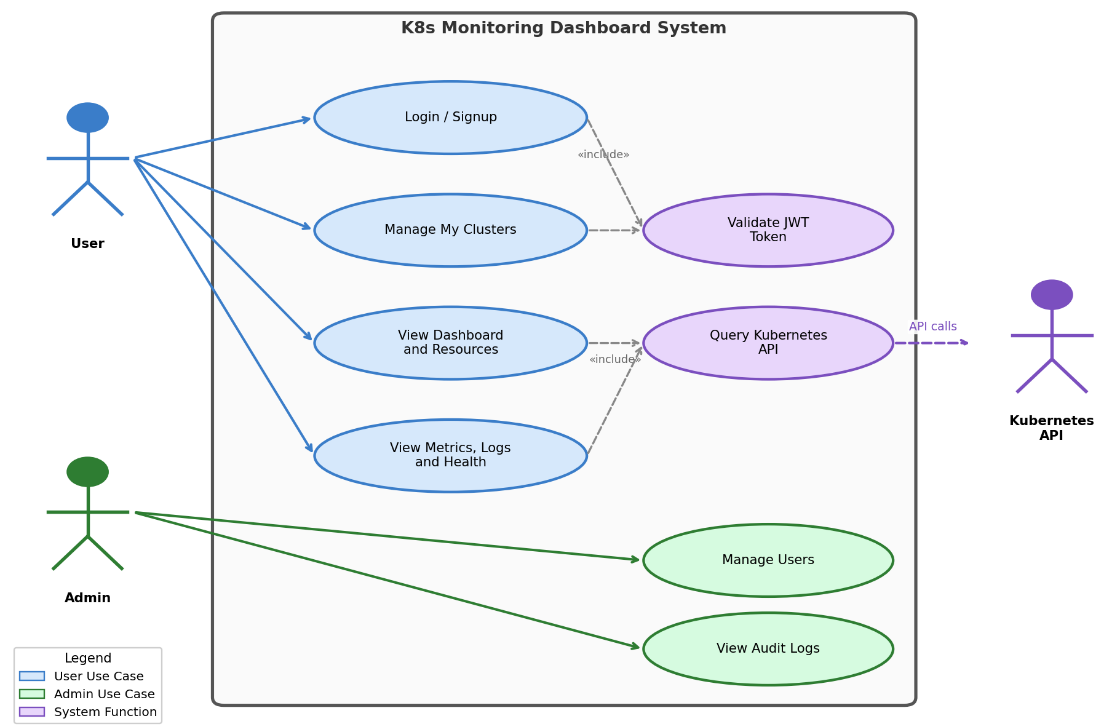 K8s Monitoring Dashboard System
Login / Signup
«include»
User
Manage My Clusters
Validate JWT
Token
View Dashboard
and Resources
«include»
Query Kubernetes
API
API calls
Kubernetes
API
View Metrics, Logs
and Health
Admin
Manage Users
View Audit Logs
Legend
User Use Case
Admin Use Case
System Function